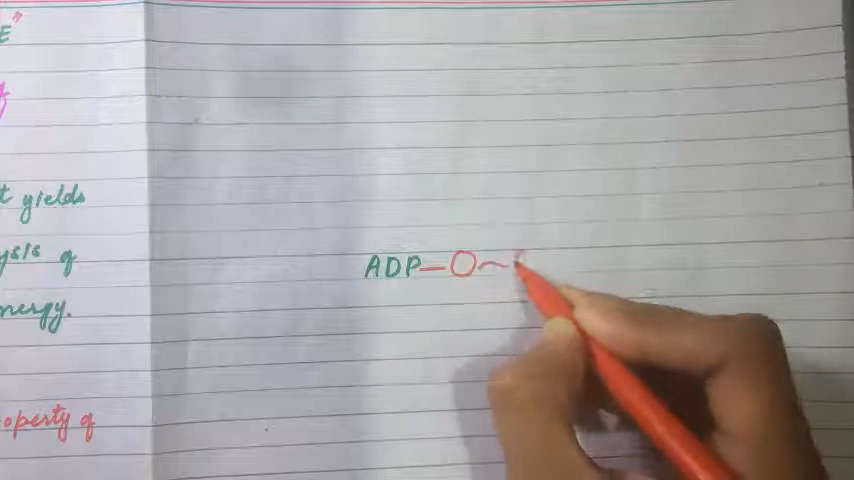 E"
t yields
ysis of
nergy.
operty of
ADP—O~